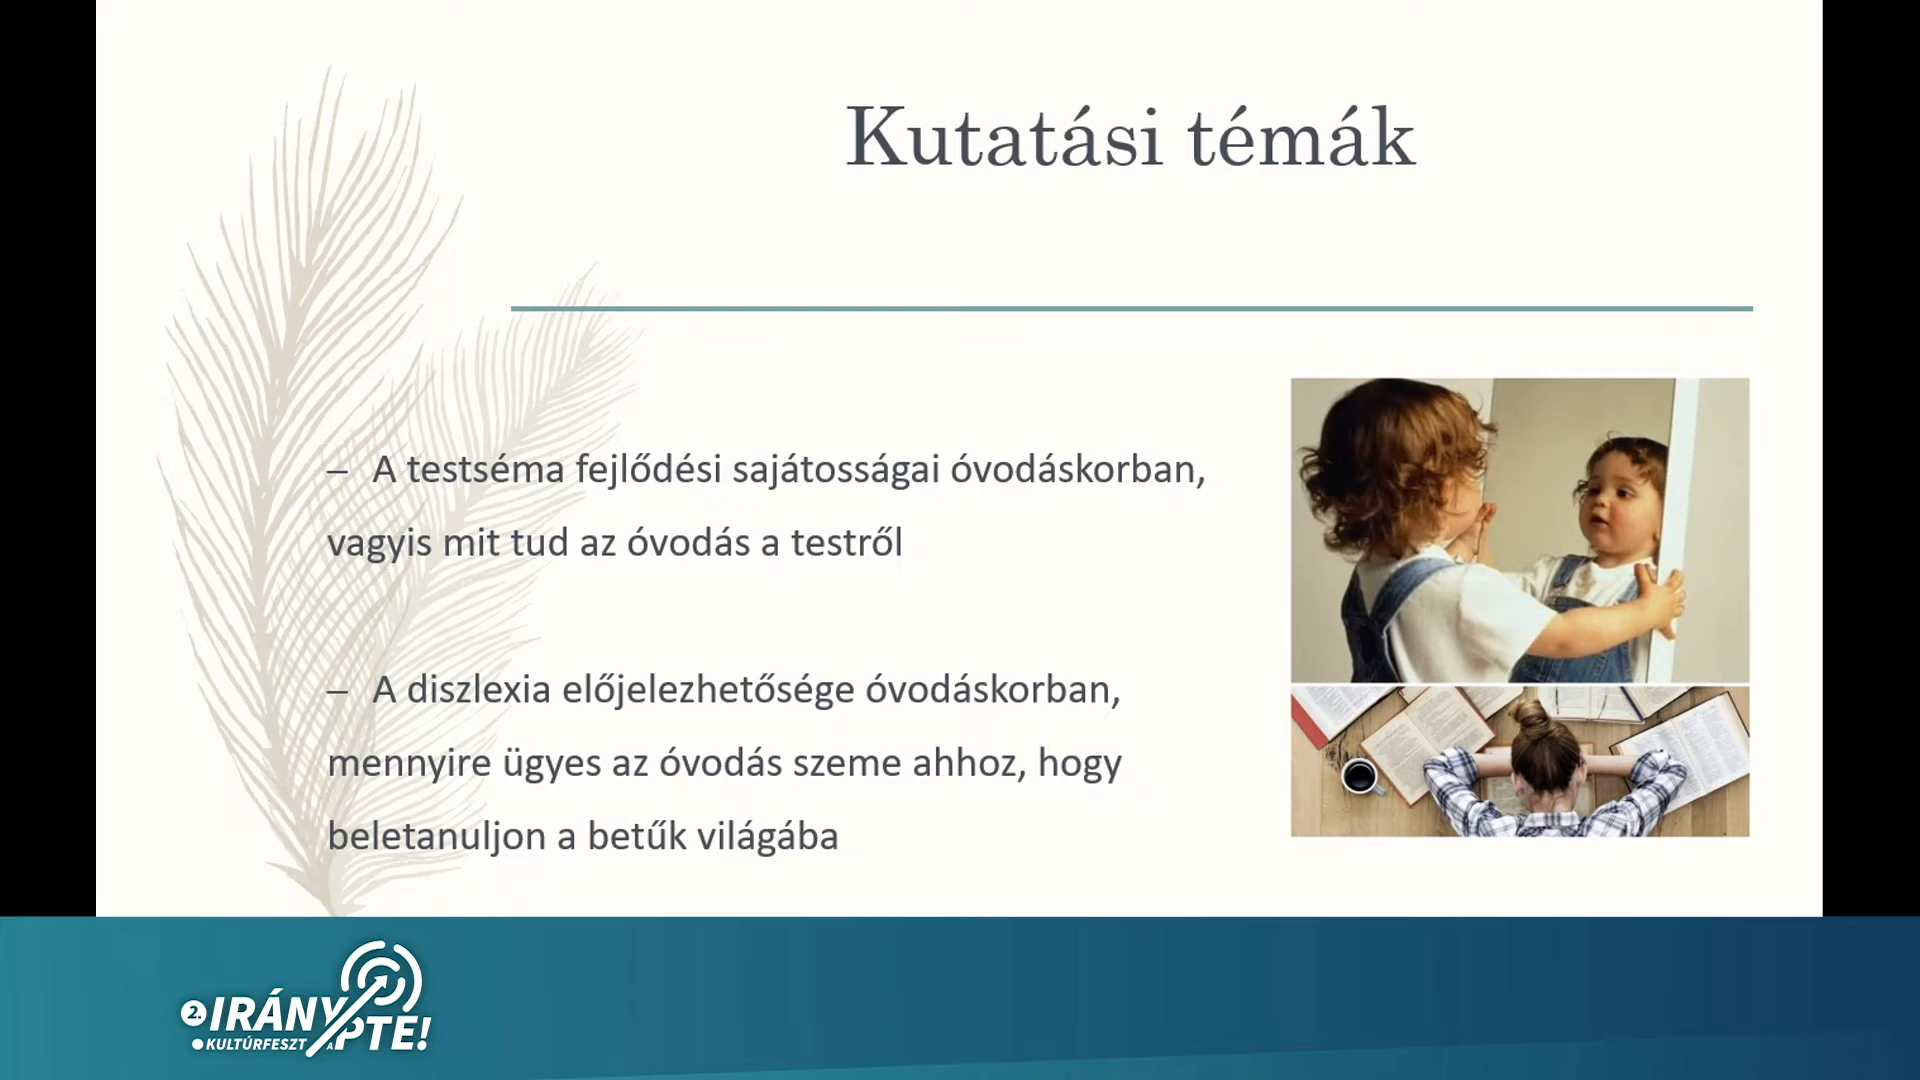 Kutatási témák
– A testséma fejlődési sajátosságai óvodáskorban,
vagyis mit tud az óvodás a testről
– A diszlexia előjelezhetősége óvodáskorban,
mennyire ügyes az óvodás szeme ahhoz, hogy
beletanuljon a betűk világába
2. IRÁNY
KULTÚRFESZT A PTE!